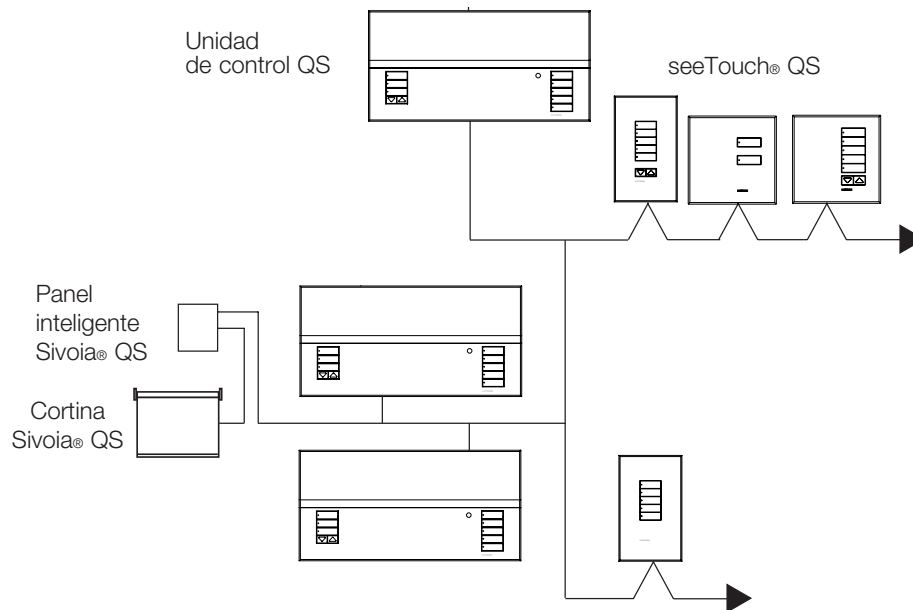 Unidad
de control QS
seeTouch® QS
Panel
inteligente
Sivoia® QS
Cortina
Sivoia® QS